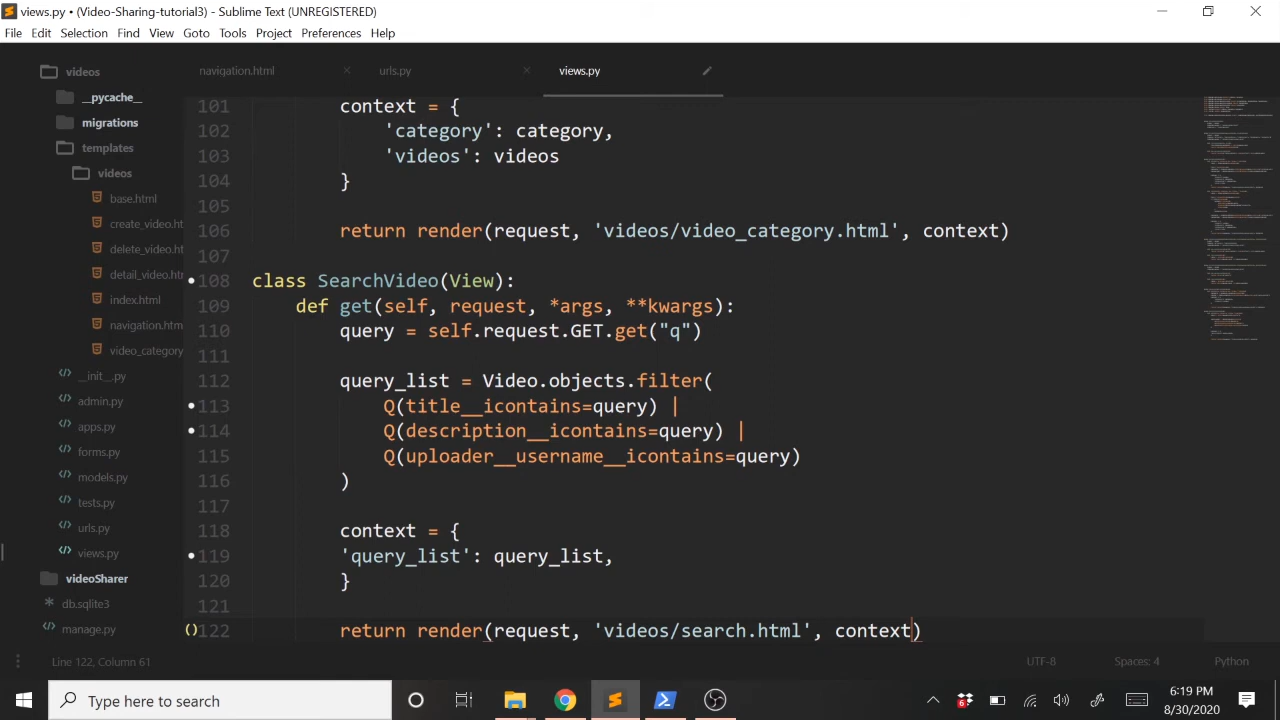 views.py • (Video-Sharing-tutorial3) - Sublime Text (UNREGISTERED)
File Edit Selection Find View Goto Tools Project Preferences Help
videos
__pycache__
migrations
templates
videos
base.html
create_video.ht
delete_video.ht
detail_video.ht
index.html
navigation.htm
video_category
__init__.py
admin.py
apps.py
forms.py
models.py
tests.py
urls.py
views.py
videoSharer
db.sqlite3
manage.py
navigation.html urls.py views.py
101 context = {
102 'category': category,
103 'videos': videos
104 }
105
106 return render(request, 'videos/video_category.html', context)
107
108 class SearchVideo(View):
109 def get(self, request, *args, **kwargs):
110 query = self.request.GET.get("q")
111
112 query_list = Video.objects.filter(
113 Q(title__icontains=query) |
114 Q(description__icontains=query) |
115 Q(uploader__username__icontains=query)
116 )
117
118 context = {
119 'query_list': query_list,
120 }
121
()122 return render(request, 'videos/search.html', context)
Line 122, Column 61 UTF-8 Spaces: 4 Python
Type here to search
6
6:19 PM
8/30/2020